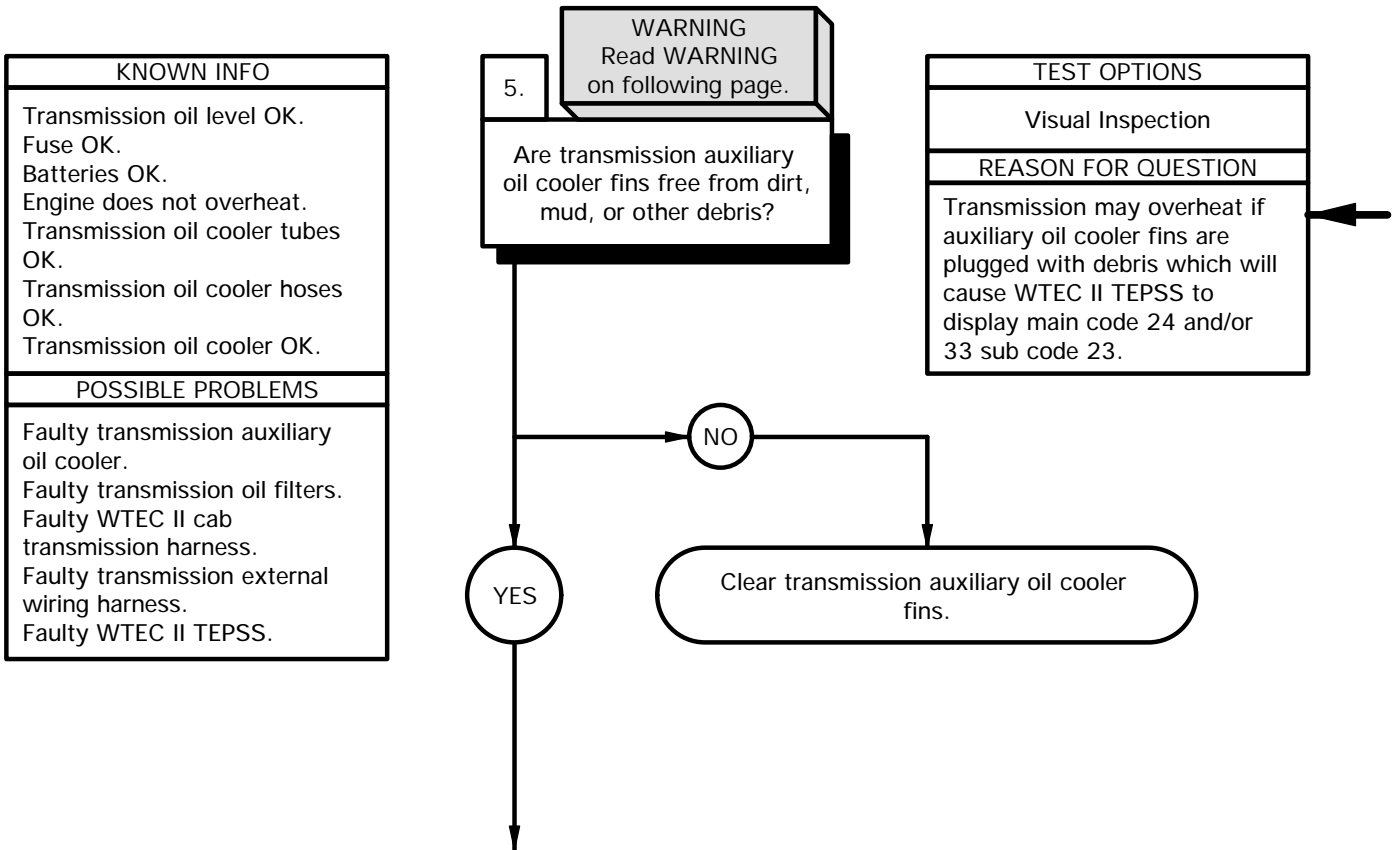 KNOWN INFO
Transmission oil level OK.
Fuse OK.
Batteries OK.
Engine does not overheat.
Transmission oil cooler tubes
OK.
Transmission oil cooler hoses
OK.
Transmission oil cooler OK.
POSSIBLE PROBLEMS
Faulty transmission auxiliary
oil cooler.
Faulty transmission oil filters.
Faulty WTEC II cab
transmission harness.
Faulty transmission external
wiring harness.
Faulty WTEC II TEPSS.
WARNING
Read WARNING
on following page.
5.
Are transmission auxiliary
oil cooler fins free from dirt,
mud, or other debris?
NO
YES
Clear transmission auxiliary oil cooler
fins.
TEST OPTIONS
Visual Inspection
REASON FOR QUESTION
Transmission may overheat if
auxiliary oil cooler fins are
plugged with debris which will
cause WTEC II TEPSS to
display main code 24 and/or
33 sub code 23.